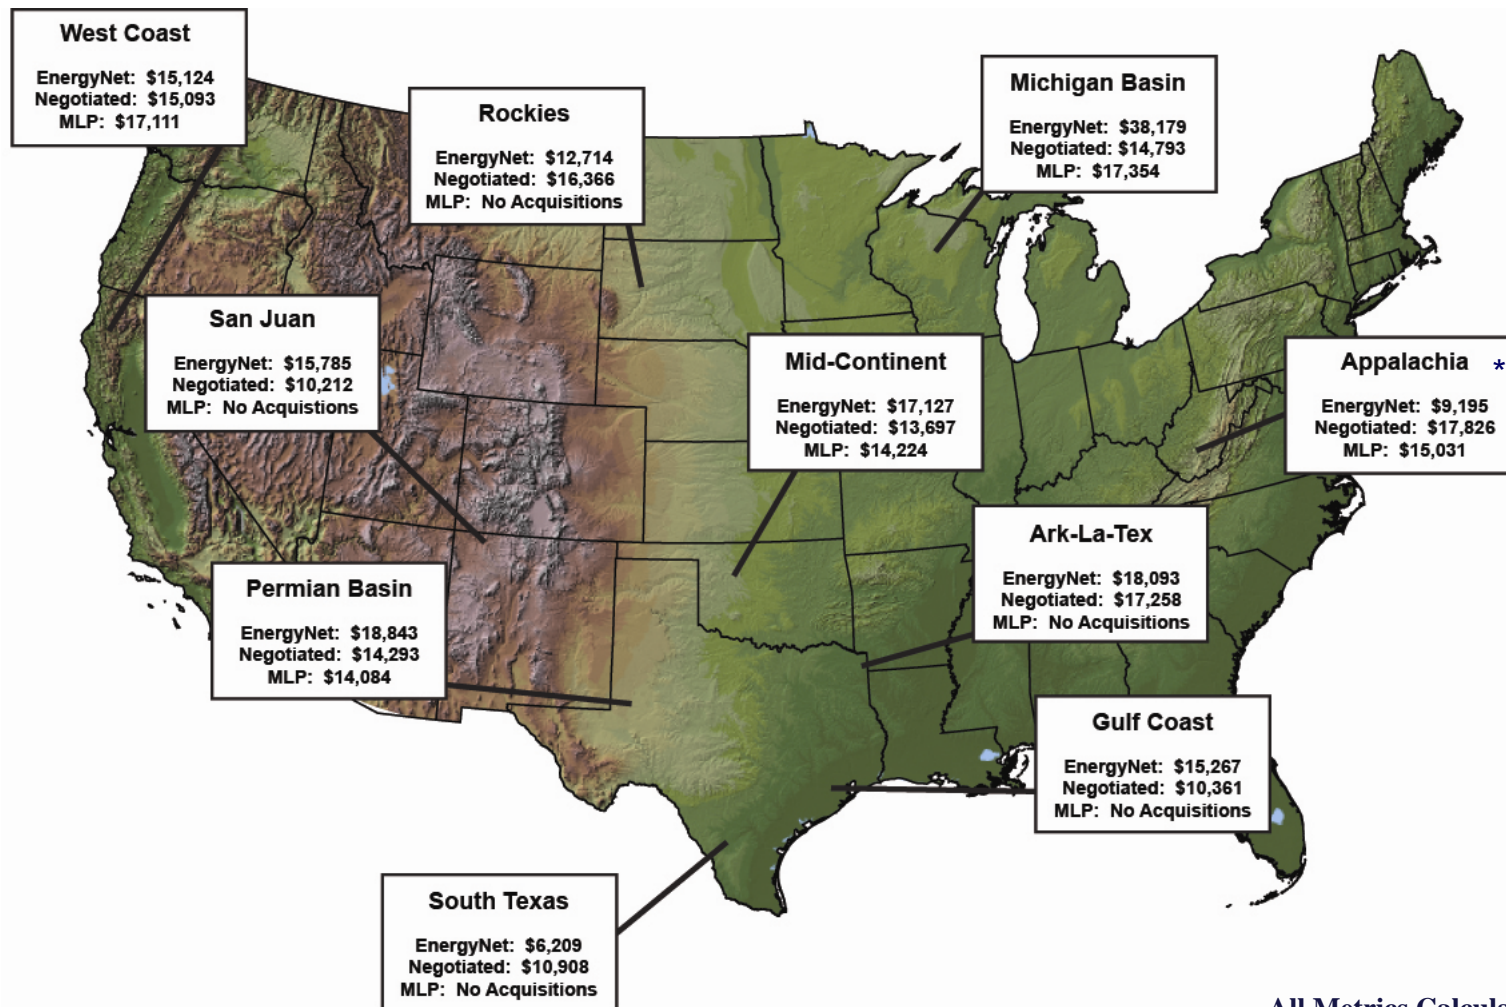 West Coast
EnergyNet: $15,124
Negotiated: $15,093
MLP: $17,111
Rockies
EnergyNet: $12,714
Negotiated: $16,366
MLP: No Acquisitions
Michigan Basin
EnergyNet: $38,179
Negotiated: $14,793
MLP: $17,354
San Juan
EnergyNet: $15,785
Negotiated: $10,212
MLP: No Acquistions
Mid-Continent
EnergyNet: $17,127
Negotiated: $13,697
MLP: $14,224
Appalachia *
EnergyNet: $9,195
Negotiated: $17,826
MLP: $15,031
Ark-La-Tex
EnergyNet: $18,093
Negotiated: $17,258
MLP: No Acquisitions
Permian Basin
EnergyNet: $18,843
Negotiated: $14,293
MLP: $14,084
Gulf Coast
EnergyNet: $15,267
Negotiated: $10,361
MLP: No Acquisitions
South Texas
EnergyNet: $6,209
Negotiated: $10,908
MLP: No Acquisitions
All Metrics